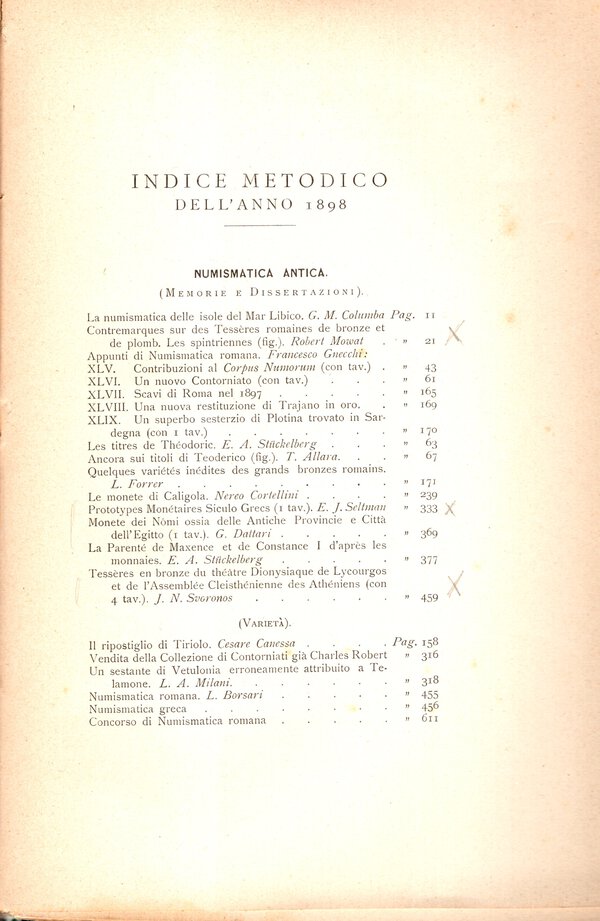 INDICE METODICO
DELL'ANNO 1898
NUMISMATICA ANTICA.
(Memorie e Dissertazioni).
La numismatica delle isole del Mar Libico. G. M. Columba Pag. 11
Contremarques sur des Tessères romaines de bronze et
de plomb. Les spintriennes (fig.). Robert Mowat . " 21
Appunti di Numismatica romana. Francesco Gnecchi:
XLV. Contribuzioni al Corpus Numorum (con tav.) . " 43
XLVI. Un nuovo Contorniato (con tav.) . . . " 61
XLVII. Scavi di Roma nel 1897 . . . . . " 165
XLVIII. Una nuova restituzione di Trajano in oro. . " 169
XLIX. Un superbo sesterzio di Plotina trovato in Sar-
degna (con 1 tav.) . . . . . . . " 170
Les titres de Théodoric. E. A. Stückelberg . . . " 63
Ancora sui titoli di Teoderico (fig.). T. Allara. . . " 67
Quelques variétés inédites des grands bronzes romains.
L. Forrer . . . . . . . . " 171
Le monete di Caligola. Nereo Cortellini . . . . " 239
Prototypes Monétaires Siculo Grecs (1 tav.). E. J. Seltman " 333
Monete dei Nômi ossia delle Antiche Provincie e Città
dell'Egitto (1 tav.). G. Dattari . . . . . " 369
La Parenté de Maxence et de Constance I d'après les
monnaies. E. A. Stückelberg . . . . . " 377
Tessères en bronze du théâtre Dionysiaque de Lycourgos
et de l'Assemblée Cleisthénienne des Athéniens (con
4 tav.). J. N. Svoronos . . . . . . " 459
(Varietà).
Il ripostiglio di Tiriolo. Cesare Canessa . . . . Pag. 158
Vendita della Collezione di Contorniati già Charles Robert " 316
Un sestante di Vetulonia erroneamente attribuito a Te-
lamone. L. A. Milani. . . . . . . " 318
Numismatica romana. L. Borsari . . . . . " 455
Numismatica greca . . . . . . . " 456
Concorso di Numismatica romana . . . . . " 611